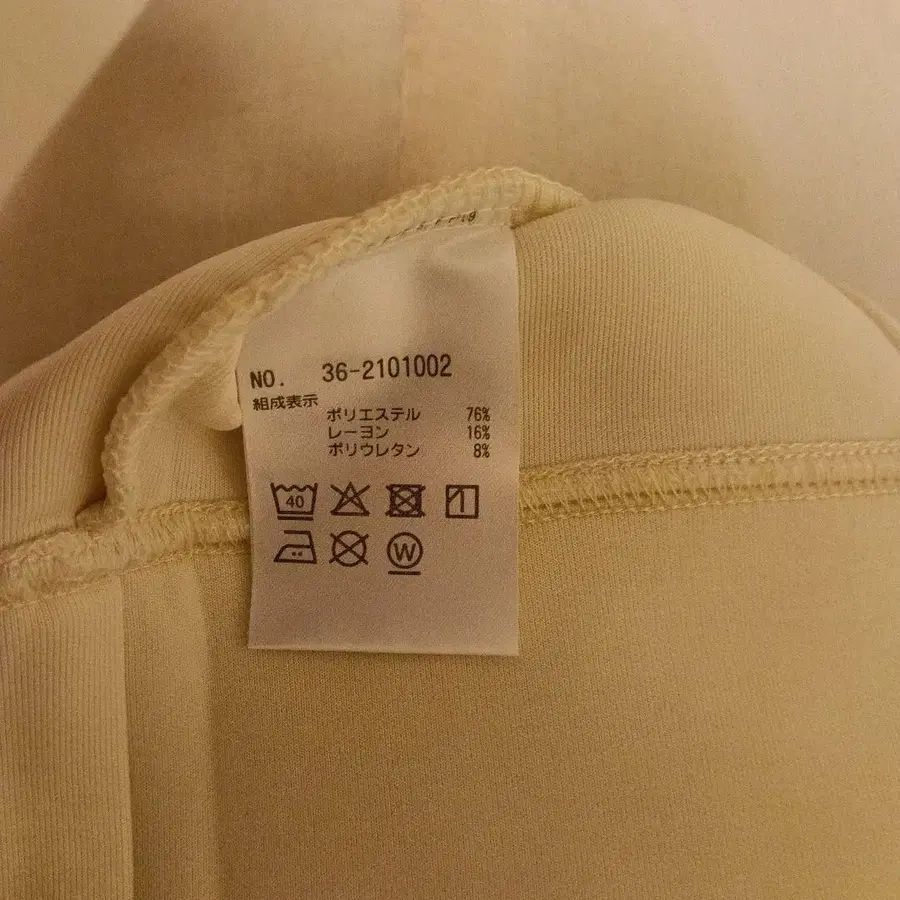 NO. 36-2101002
組成表示
ポリエステル 76%
レーヨン 16%
ポリウレタン 8%
40
W